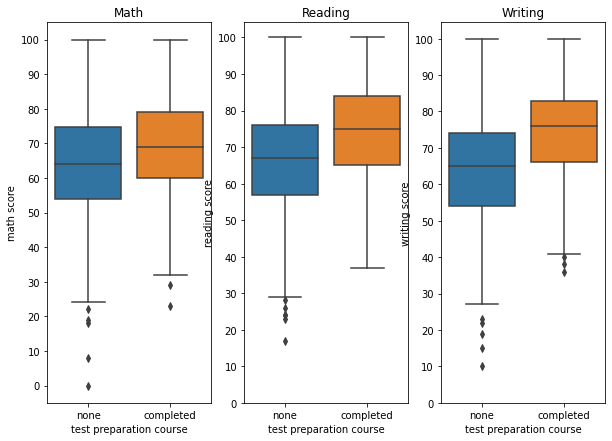 Math
Reading
Writing
math score
100
90
80
70
60
50
40
30
20
10
0
none
completed
test preparation course
reading score
100
90
80
70
60
50
40
30
20
10
0
none
completed
test preparation course
writing score
100
90
80
70
60
50
40
30
20
10
0
none
completed
test preparation course